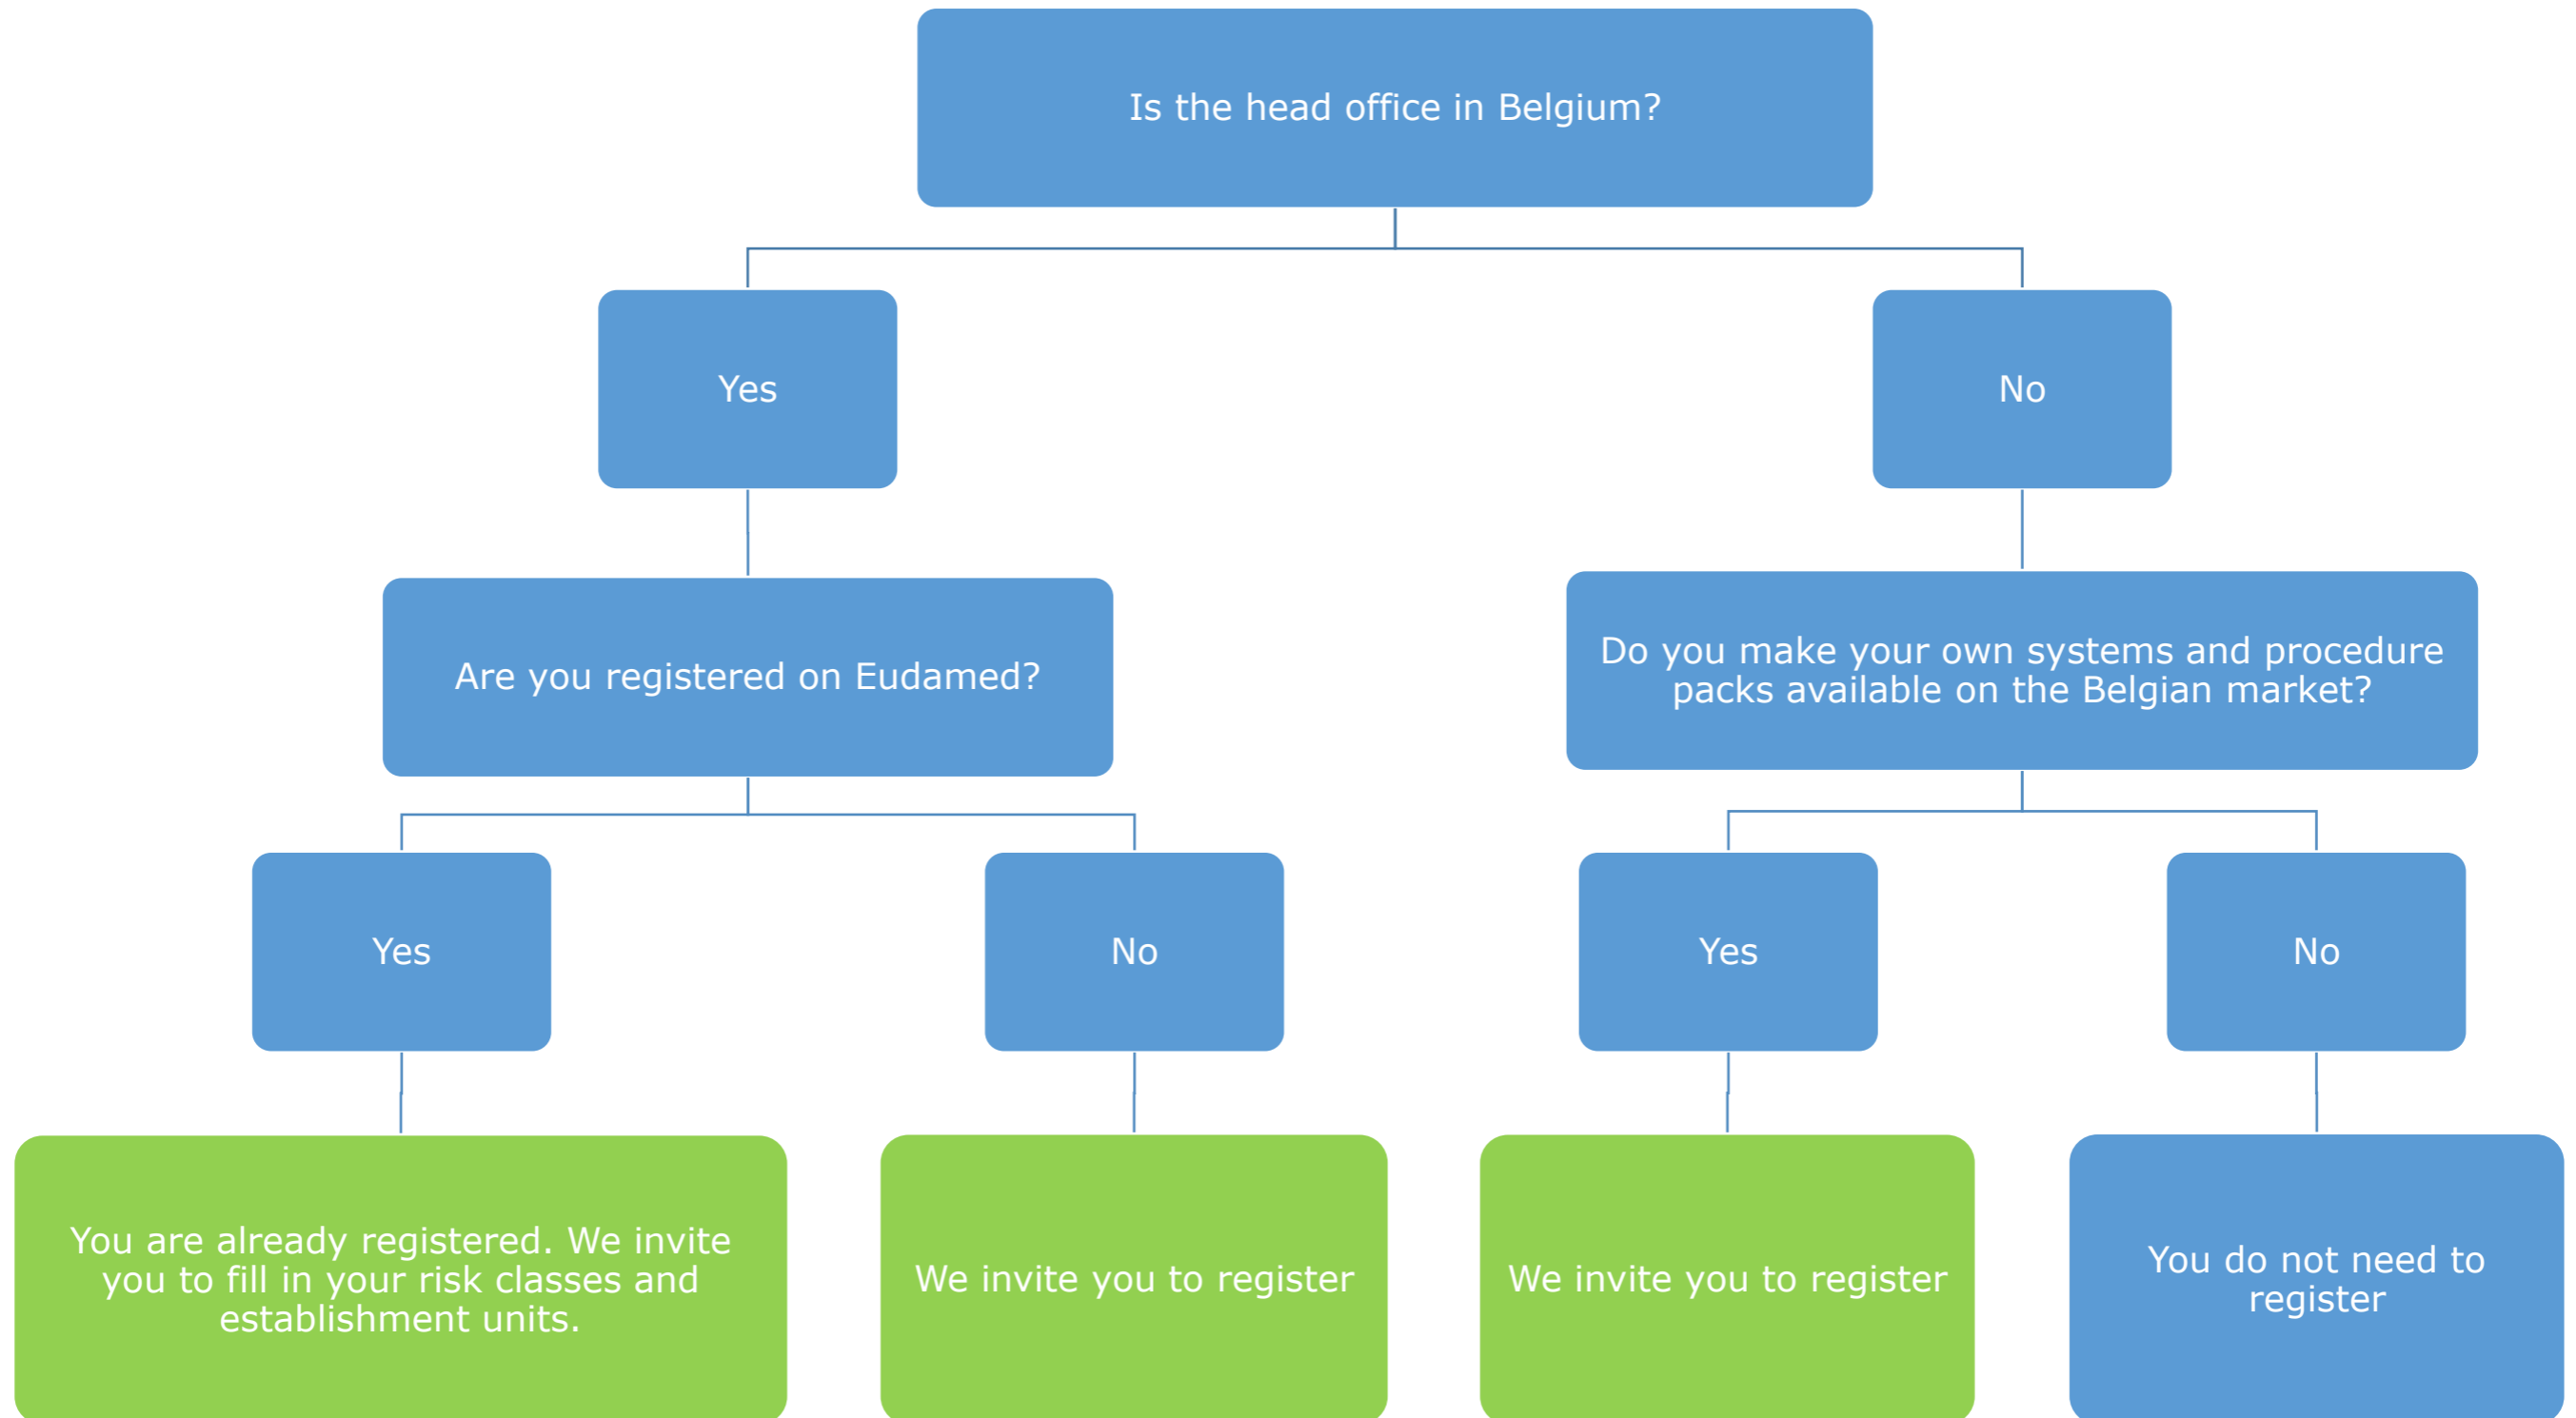 Is the head office in Belgium?
Yes
No
Are you registered on Eudamed?
Do you make your own systems and procedure
packs available on the Belgian market?
Yes
No
Yes
No
You are already registered. We invite
you to fill in your risk classes and
establishment units.
We invite you to register
We invite you to register
You do not need to
register